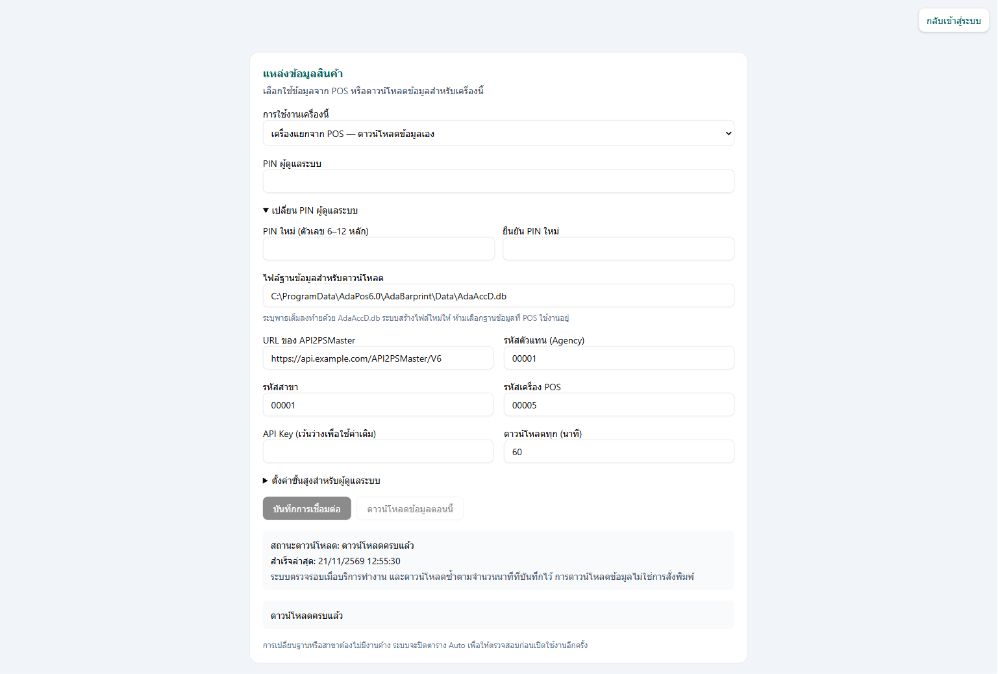 กลับเข้าสู่ระบบ
แหล่งข้อมูลสินค้า
เลือกใช้ข้อมูลจาก POS หรือดาวน์โหลดข้อมูลสำหรับเครื่องนี้
การใช้งานเครื่องนี้
เครื่องแยกจาก POS — ดาวน์โหลดข้อมูลเอง
PIN ผู้ดูแลระบบ
▼ เปลี่ยน PIN ผู้ดูแลระบบ
PIN ใหม่ (ตัวเลข 6–12 หลัก)
ยืนยัน PIN ใหม่
ไฟล์ฐานข้อมูลสำหรับดาวน์โหลด
C:\ProgramData\AdaPos6.0\AdaBarprint\Data\AdaAccD.db
ระบุพาธเต็มลงท้ายด้วย AdaAccD.db ระบบสร้างไฟล์ใหม่ให้ ห้ามเลือกฐานข้อมูลที่ POS ใช้งานอยู่
URL ของ API2PSMaster
รหัสตัวแทน (Agency)
https://api.example.com/API2PSMaster/V6
00001
รหัสสาขา
รหัสเครื่อง POS
00001
00005
API Key (เว้นว่างเพื่อใช้ค่าเดิม)
ดาวน์โหลดทุก (นาที)
60
▶ ตั้งค่าขั้นสูงสำหรับผู้ดูแลระบบ
บันทึกการเชื่อมต่อ
ดาวน์โหลดข้อมูลตอนนี้
สถานะดาวน์โหลด: ดาวน์โหลดครบแล้ว
สำเร็จล่าสุด: 21/11/2569 12:55:30
ระบบตรวจรอบเมื่อบริการทำงาน และดาวน์โหลดซ้ำตามจำนวนนาทีที่บันทึกไว้ การดาวน์โหลดข้อมูลไม่ใช่การสั่งพิมพ์
ดาวน์โหลดครบแล้ว
การเปลี่ยนฐานหรือสาขาต้องไม่มีงานค้าง ระบบจะปิดตาราง Auto เพื่อให้ตรวจสอบก่อนเปิดใช้งานอีกครั้ง